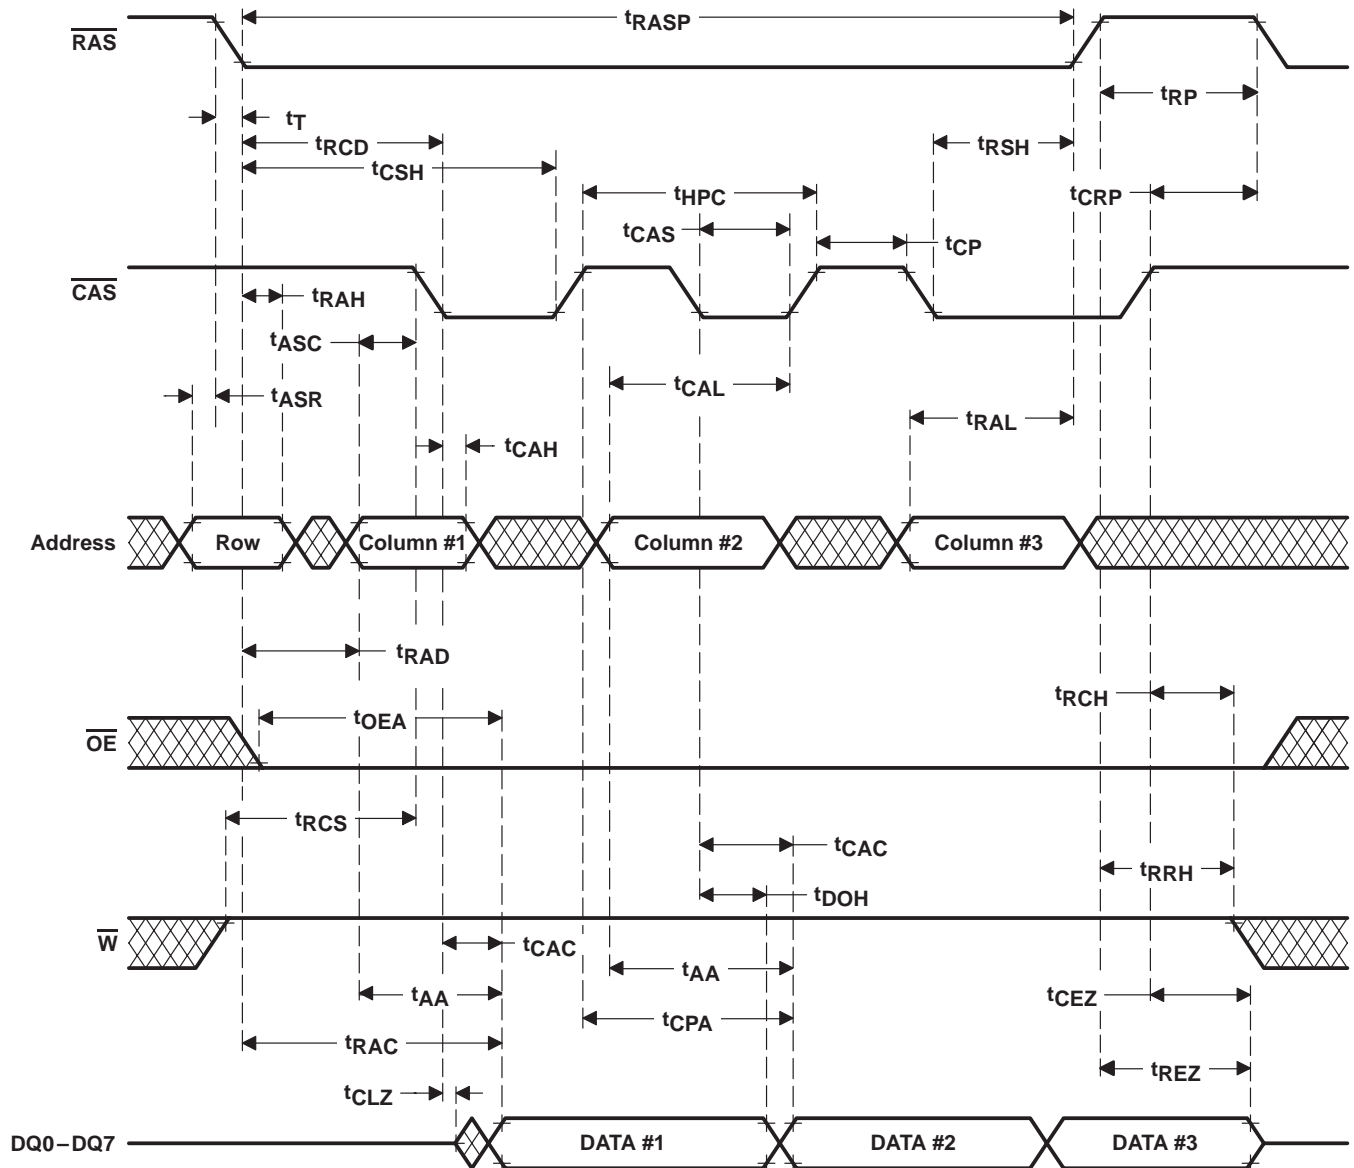 tRASP
RAS
tRP
tT
tRCD
tRSH
tCSH
tHPC
tCRP
tCAS
tCP
CAS
tRAH
tASC
tCAL
tASR
tRAL
tCAH
Address
Row
Column #1
Column #2
Column #3
tRAD
tRCH
tOEA
OE
tRCS
tCAC
tRRH
tDOH
W
tCAC
tAA
tAA
tCEZ
tCPA
tRAC
tREZ
tCLZ
DQ0–DQ7
DATA #1
DATA #2
DATA #3